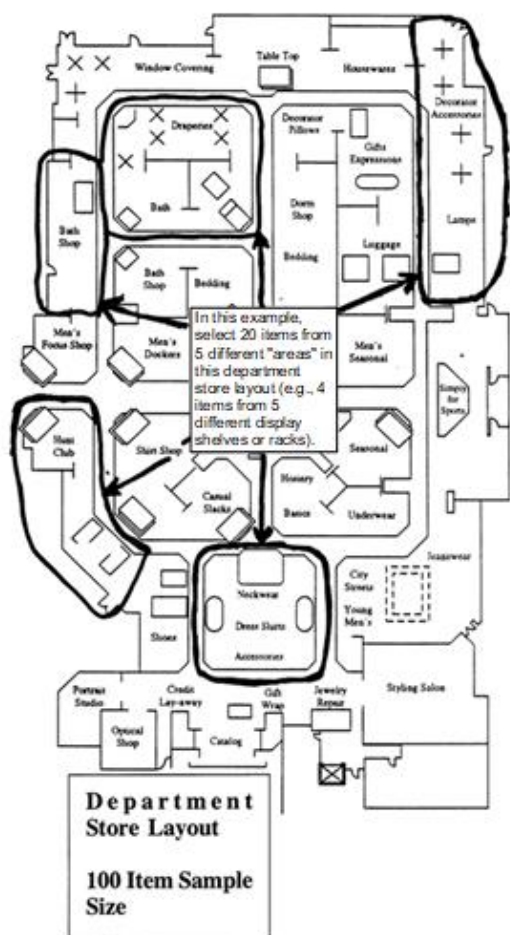 Table Top
Window Covering
Housewares
Decorator
Accessories
Draperies
Decorator
Pillows
Gifts
Expressions
Bath
Dorm
Shop
Lamps
Bath
Shop
Luggage
Bath
Shop
Bedding
Bedding
In this example,
select 20 items from
5 different "areas" in
this department
store layout (e.g., 4
items from 5
different display
shelves or racks).
Men's
Focus Shop
Men's
Dockers
Men's
Seasonal
Simply
for
Sports
Hunt
Club
Shirt Shop
Seasonal
Hosiery
Casual
Slacks
Basics
Underwear
Jeanswear
City
Streets
Young
Men's
Neckwear
Dress Shirts
Accessories
Shoes
Portrait
Studio
Credit
Lay-away
Gift
Wrap
Jewelry
Repair
Styling Salon
Optical
Shop
Catalog
Department
Store Layout
100 Item Sample
Size